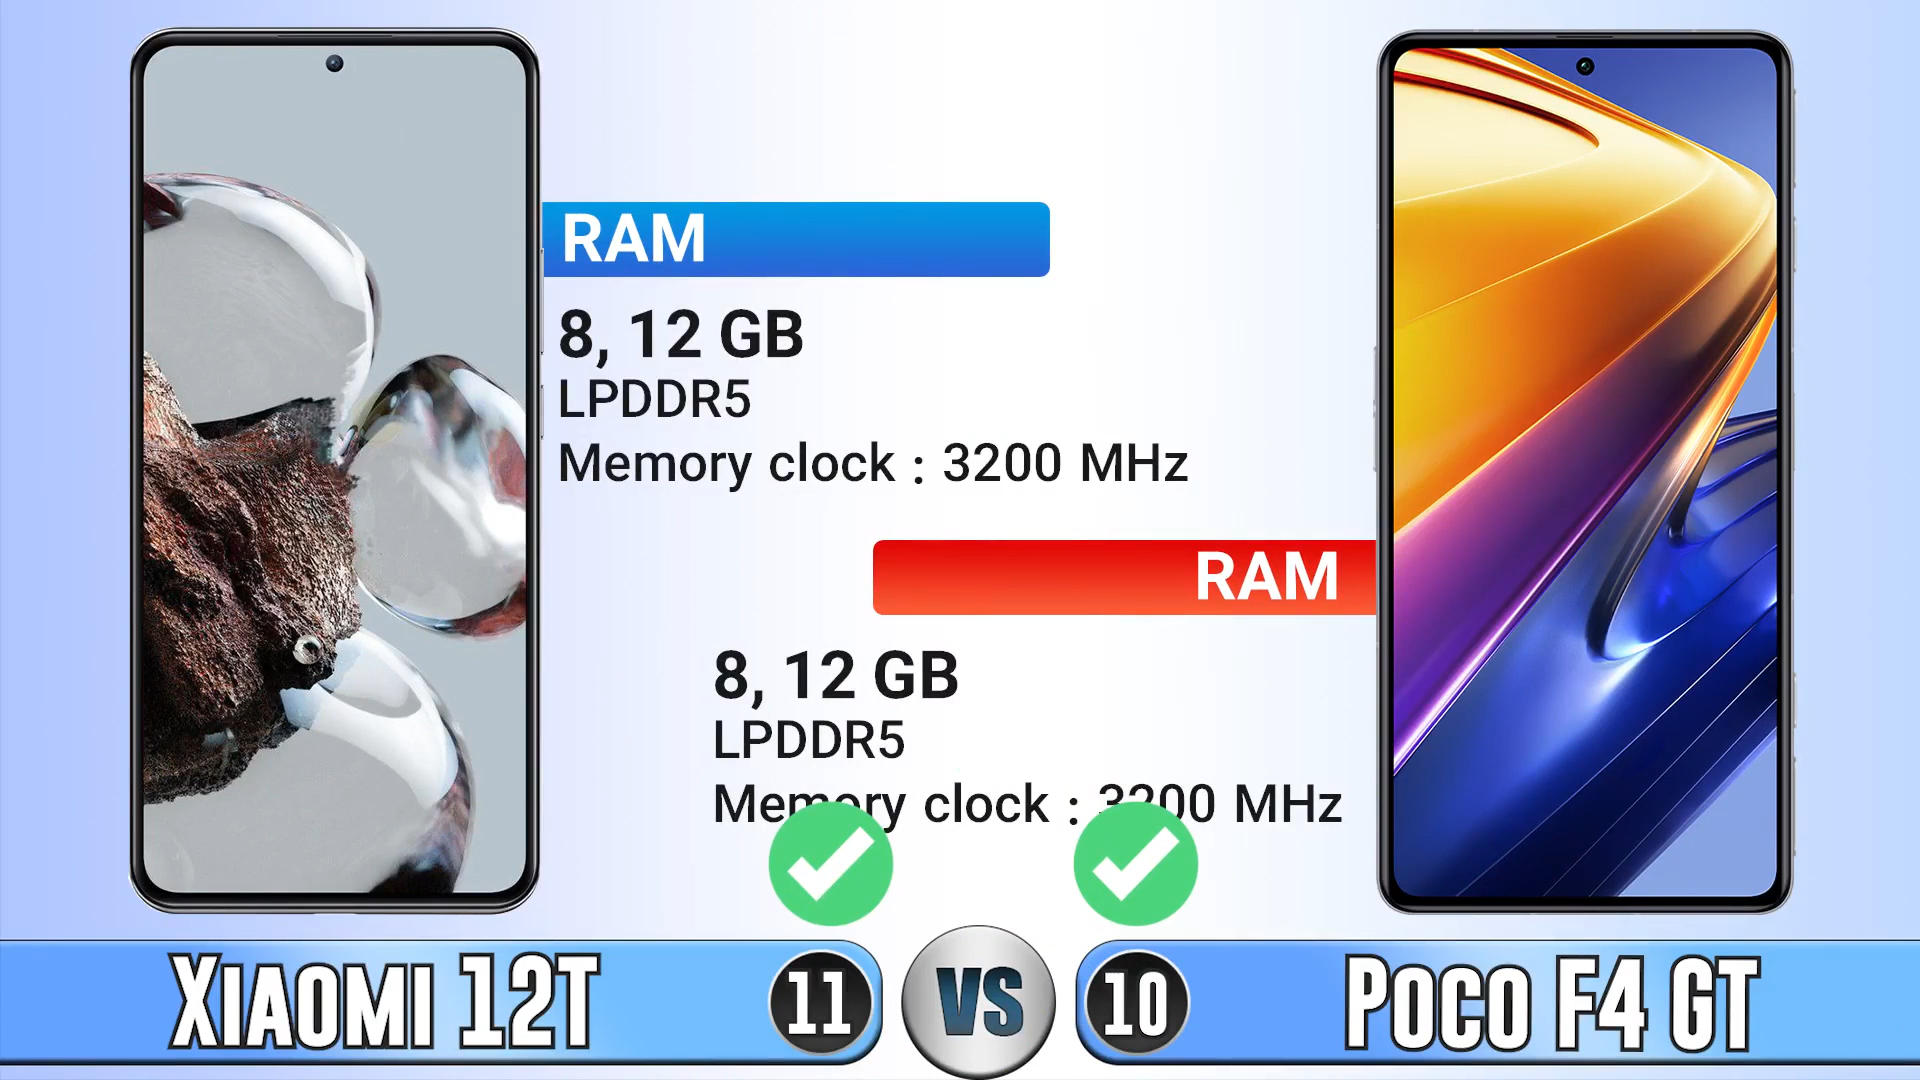 RAM
8, 12 GB
LPDDR5
Memory clock : 3200 MHz
RAM
8, 12 GB
LPDDR5
Memory clock : 3200 MHz
XIAOMI 12T
11
VS
10
POCO F4 GT